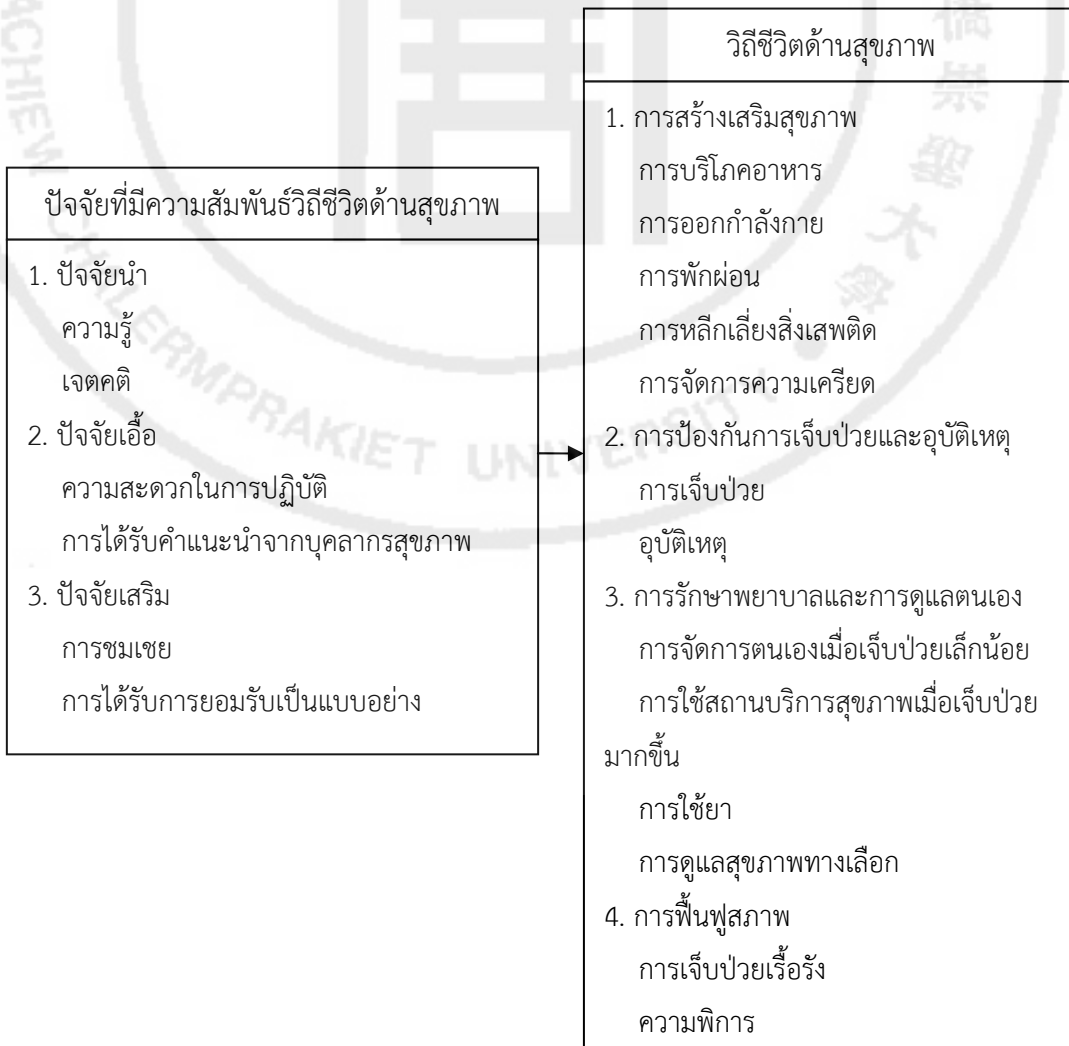 ปัจจัยที่มีความสัมพันธ์วิถีชีวิตด้านสุขภาพ
1. ปัจจัยนำ
ความรู้
เจตคติ
2. ปัจจัยเอื้อ
ความสะดวกในการปฏิบัติ
การได้รับคำแนะนำจากบุคลากรสุขภาพ
3. ปัจจัยเสริม
การชมเชย
การได้รับการยอมรับเป็นแบบอย่าง
วิถีชีวิตด้านสุขภาพ
1. การสร้างเสริมสุขภาพ
การบริโภคอาหาร
การออกกำลังกาย
การพักผ่อน
การหลีกเลี่ยงสิ่งเสพติด
การจัดการความเครียด
2. การป้องกันการเจ็บป่วยและอุบัติเหตุ
การเจ็บป่วย
อุบัติเหตุ
3. การรักษาพยาบาลและการดูแลตนเอง
การจัดการตนเองเมื่อเจ็บป่วยเล็กน้อย
การใช้สถานบริการสุขภาพเมื่อเจ็บป่วย
มากขึ้น
การใช้ยา
การดูแลสุขภาพทางเลือก
4. การฟื้นฟูสภาพ
การเจ็บป่วยเรื้อรัง
ความพิการ
ACHIEW CHALERMPRAKIET UNIVERSITY
崇聖大學